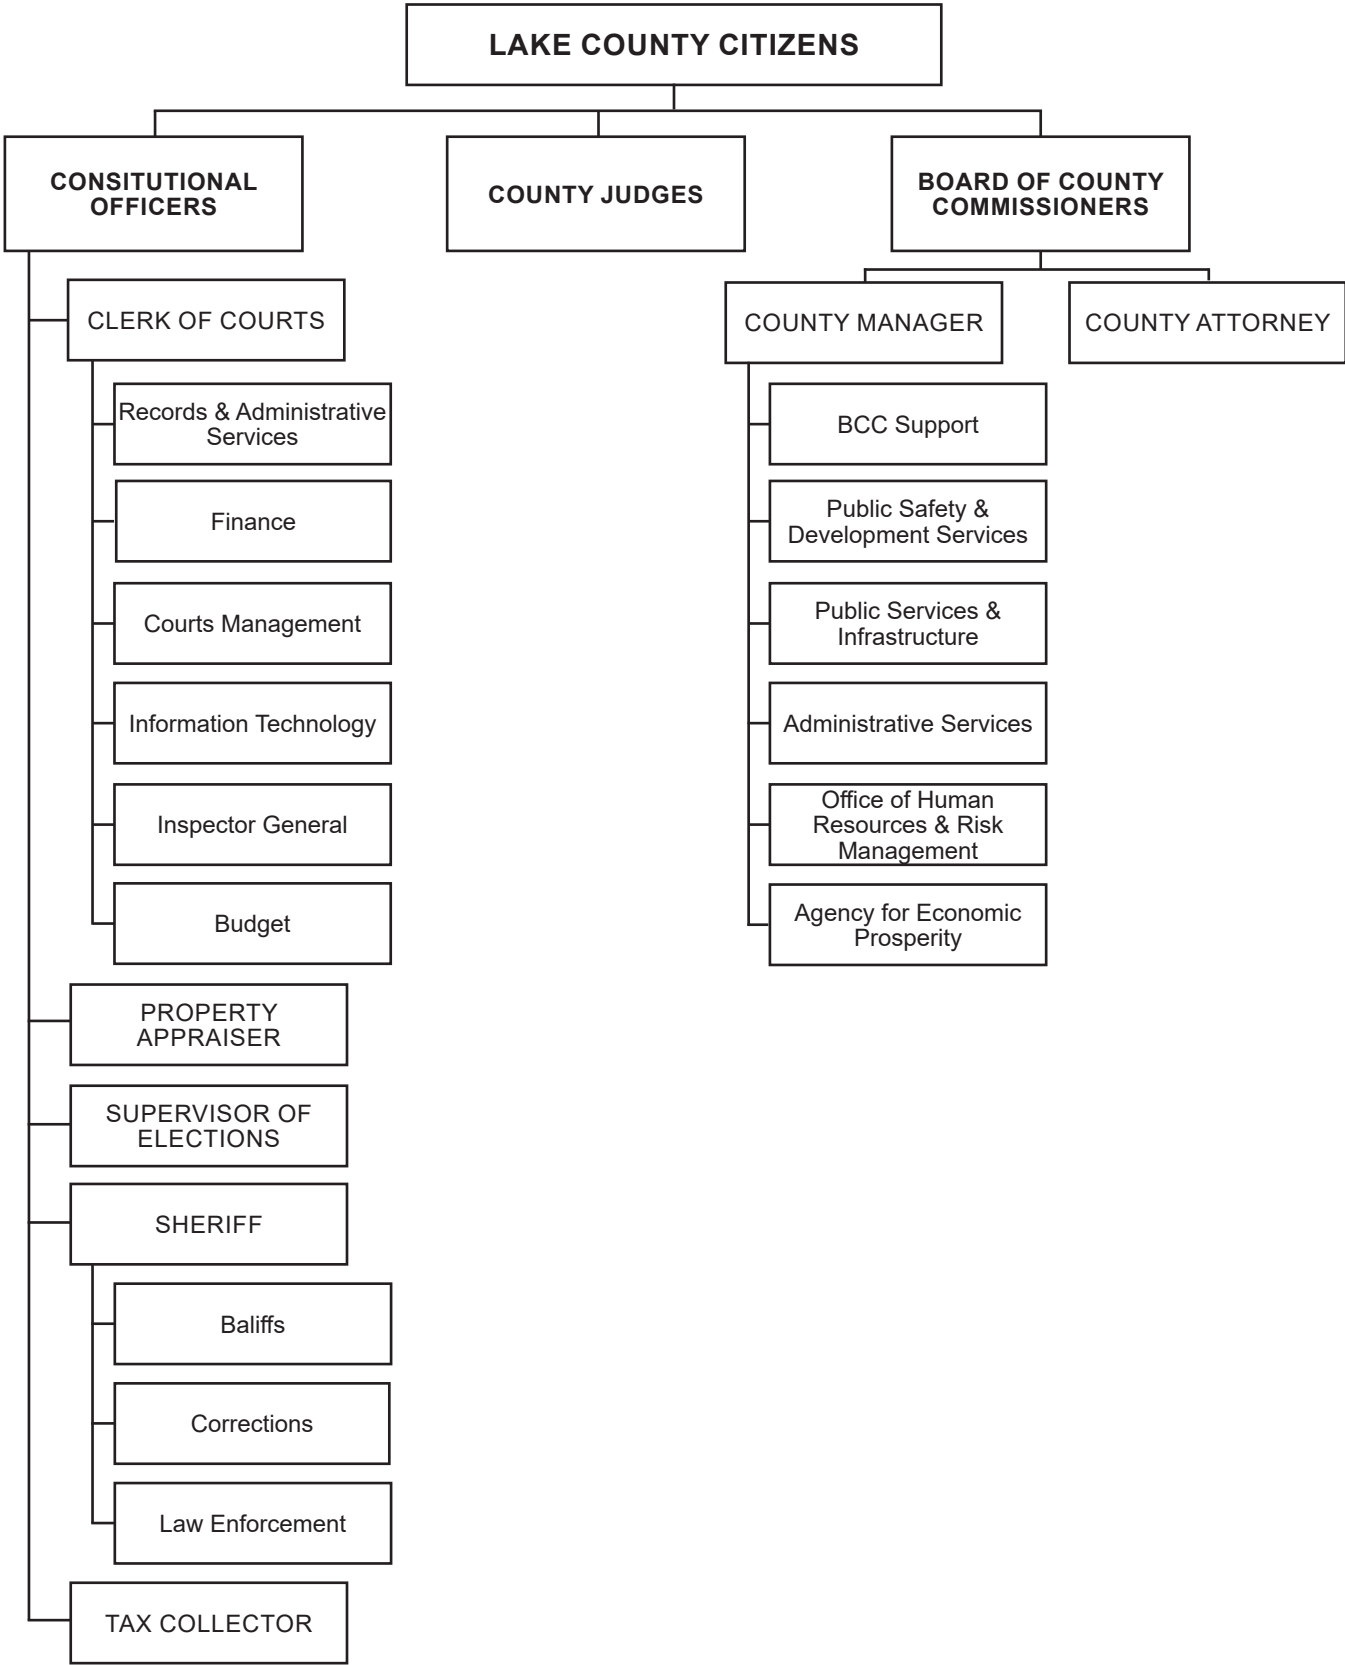 LAKE COUNTY CITIZENS
CONSITUTIONAL
OFFICERS
COUNTY JUDGES
BOARD OF COUNTY
COMMISSIONERS
CLERK OF COURTS
Records & Administrative
Services
Finance
Courts Management
Information Technology
Inspector General
Budget
PROPERTY
APPRAISER
SUPERVISOR OF
ELECTIONS
SHERIFF
Baliffs
Corrections
Law Enforcement
TAX COLLECTOR
COUNTY MANAGER
COUNTY ATTORNEY
BCC Support
Public Safety &
Development Services
Public Services &
Infrastructure
Administrative Services
Office of Human
Resources & Risk
Management
Agency for Economic
Prosperity